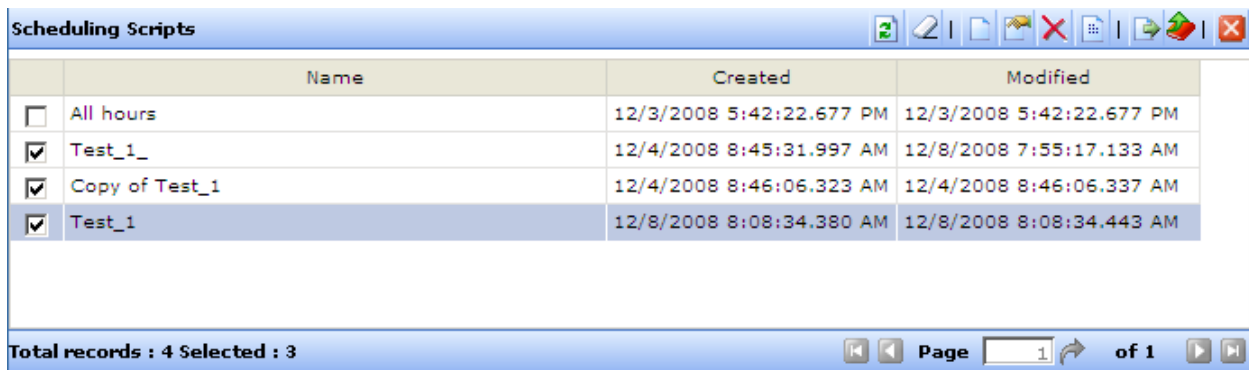 Scheduling Scripts
Name Created Modified
All hours 12/3/2008 5:42:22.677 PM 12/3/2008 5:42:22.677 PM
Test_1_ 12/4/2008 8:45:31.997 AM 12/8/2008 7:55:17.133 AM
Copy of Test_1 12/4/2008 8:46:06.323 AM 12/4/2008 8:46:06.337 AM
Test_1 12/8/2008 8:08:34.380 AM 12/8/2008 8:08:34.443 AM
Total records : 4 Selected : 3 Page 1 of 1